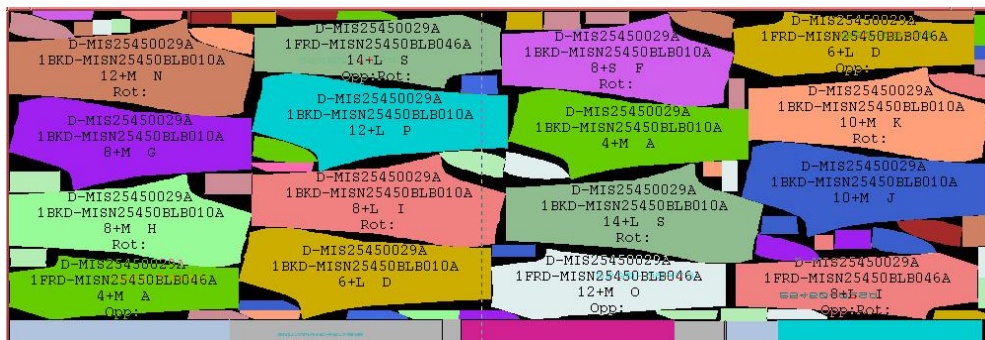 D-MIS25450029A
1BKD-MISN25450BLB010A
12+M N
Rot:
D-MIS25450029A
1FRD-MISN25450BLB046A
14+L S
Opp:Rot:
D-MIS25450029A
1BKD-MISN25450BLB010A
8+S F
Rot:
D-MIS25450029A
1FRD-MISN25450BLB046A
6+L D
Opp:
D-MIS25450029A
1BKD-MISN25450BLB010A
8+M G
D-MIS25450029A
1BKD-MISN25450BLB010A
12+L P
D-MIS25450029A
1BKD-MISN25450BLB010A
4+M A
D-MIS25450029A
1BKD-MISN25450BLB010A
10+M K
Rot:
D-MIS25450029A
1BKD-MISN25450BLB010A
8+M H
Rot:
D-MIS25450029A
1BKD-MISN25450BLB010A
8+L I
Rot:
D-MIS25450029A
1BKD-MISN25450BLB010A
14+L S
Rot:
D-MIS25450029A
1BKD-MISN25450BLB010A
10+M J
D-MIS25450029A
1FRD-MISN25450BLB046A
4+M A
Opp:
D-MIS25450029A
1BKD-MISN25450BLB010A
6+L D
D-MIS25450029A
1FRD-MISN25450BLB046A
12+M O
Opp:
D-MIS25450029A
1FRD-MISN25450BLB046A
8+L I
Opp:Rot: